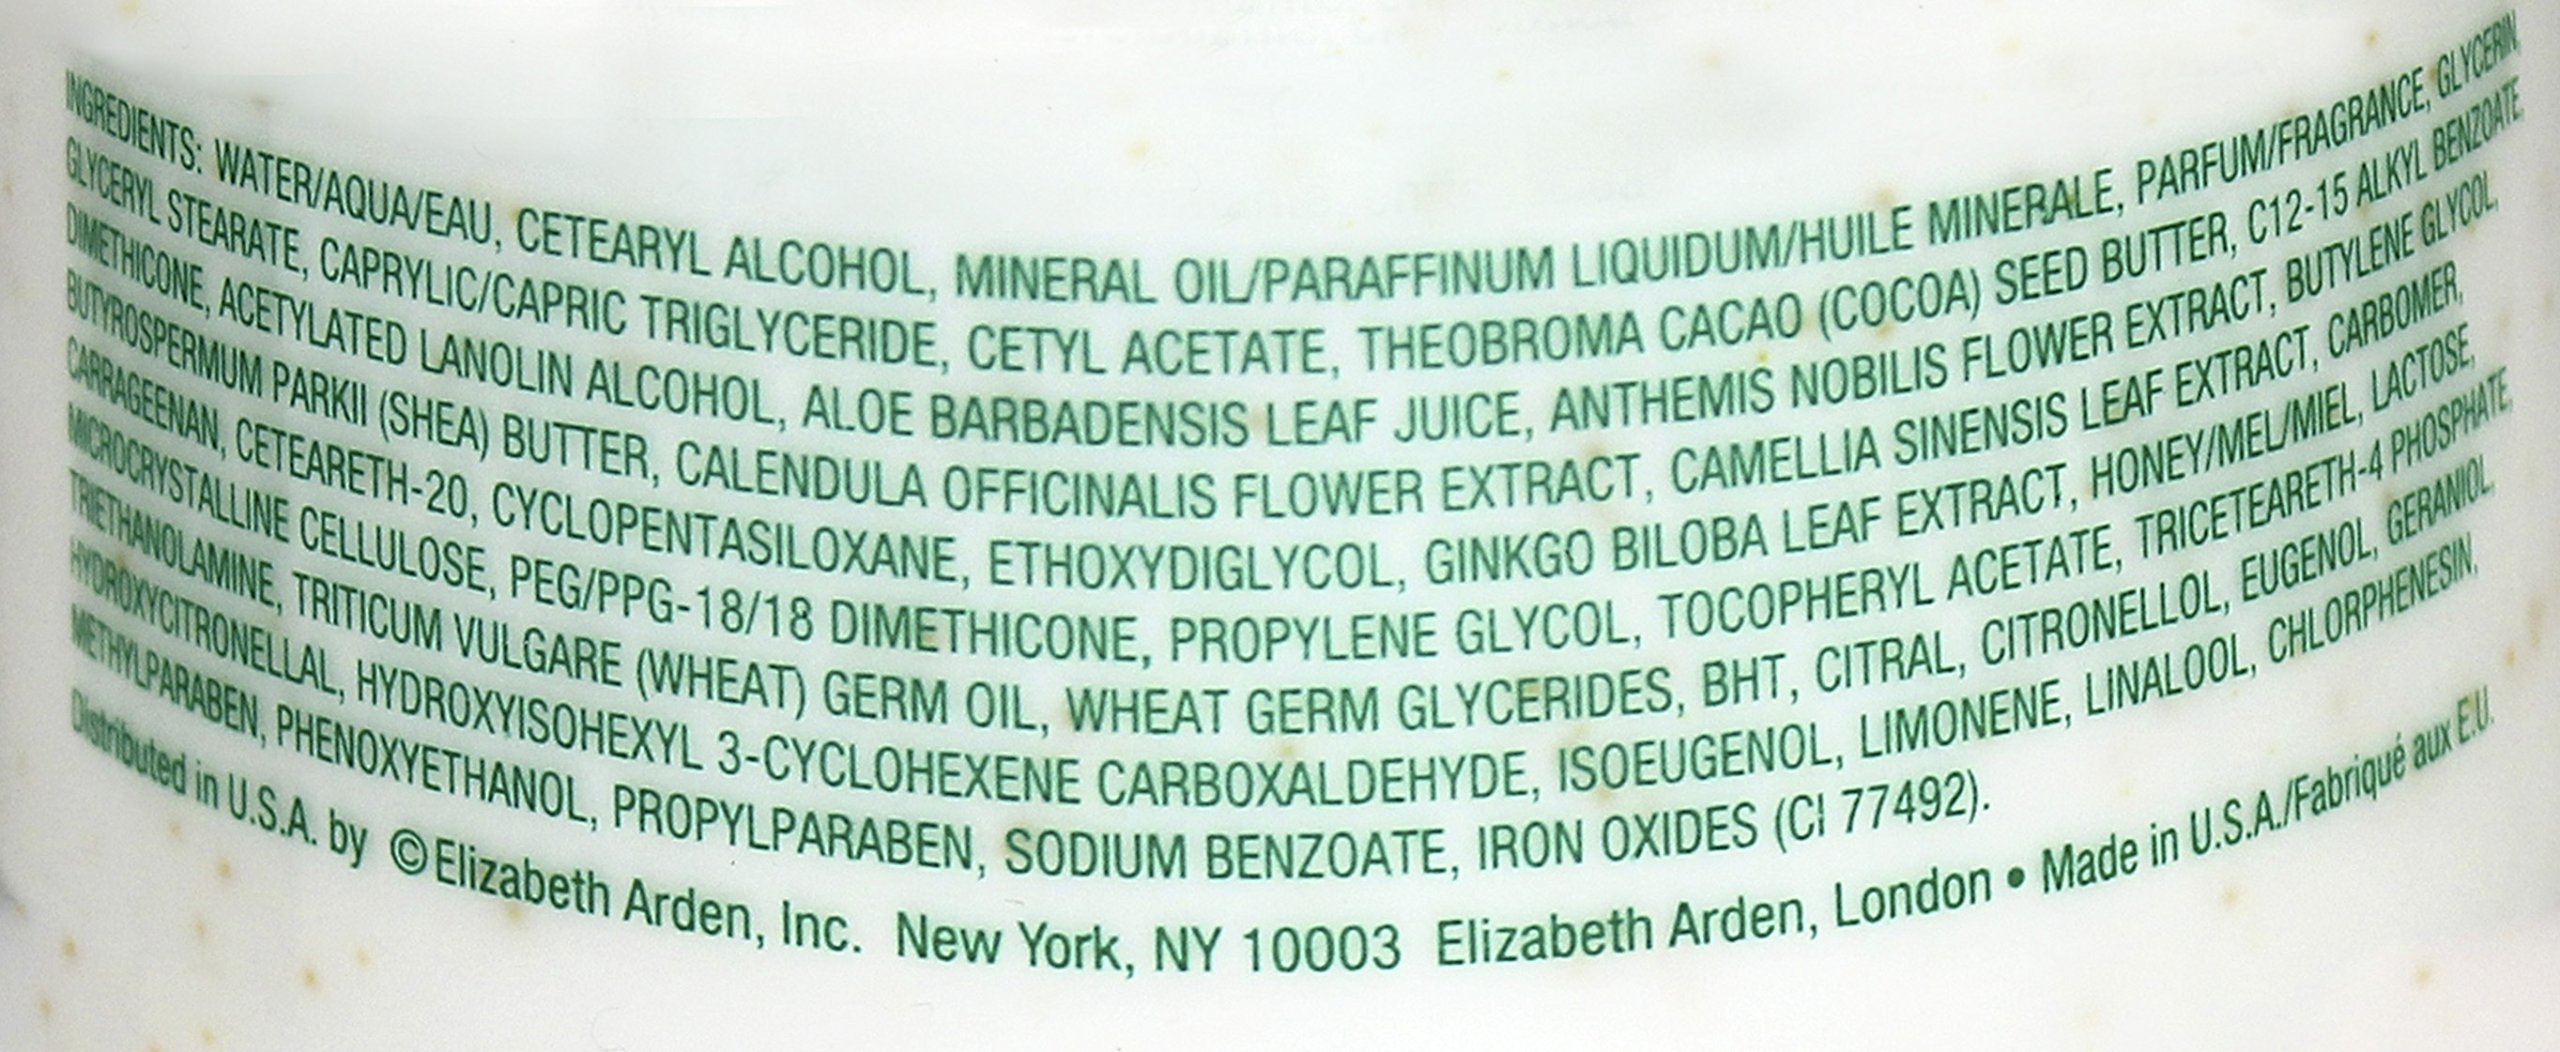 INGREDIENTS: WATER/AQUA/EAU, CETEARYL ALCOHOL, MINERAL OIL/PARAFFINUM LIQUIDUM/HUILE MINERALE, PARFUM/FRAGRANCE, GLYCERIN,
GLYCERYL STEARATE, CAPRYLIC/CAPRIC TRIGLYCERIDE, CETYL ACETATE, THEOBROMA CACAO (COCOA) SEED BUTTER, C12-15 ALKYL BENZOATE,
DIMETHICONE, ACETYLATED LANOLIN ALCOHOL, ALOE BARBADENSIS LEAF JUICE, ANTHEMIS NOBILIS FLOWER EXTRACT, BUTYLENE GLYCOL,
BUTYROSPERMUM PARKII (SHEA) BUTTER, CALENDULA OFFICINALIS FLOWER EXTRACT, CAMELLIA SINENSIS LEAF EXTRACT, CARBOMER,
CARRAGEENAN, CETEARETH-20, CYCLOPENTASILOXANE, ETHOXYDIGLYCOL, GINKGO BILOBA LEAF EXTRACT, HONEY/MEL/MIEL, LACTOSE,
MICROCRYSTALLINE CELLULOSE, PEG/PPG-18/18 DIMETHICONE, PROPYLENE GLYCOL, TOCOPHERYL ACETATE, TRICETEARETH-4 PHOSPHATE,
TRIETHANOLAMINE, TRITICUM VULGARE (WHEAT) GERM OIL, WHEAT GERM GLYCERIDES, BHT, CITRAL, CITRONELLOL, EUGENOL, GERANIOL,
HYDROXYCITRONELLAL, HYDROXYISOHEXYL 3-CYCLOHEXENE CARBOXALDEHYDE, ISOEUGENOL, LIMONENE, LINALOOL, CHLORPHENESIN,
METHYLPARABEN, PHENOXYETHANOL, PROPYLPARABEN, SODIUM BENZOATE, IRON OXIDES (CI 77492).
Distributed in U.S.A. by ©Elizabeth Arden, Inc. New York, NY 10003 Elizabeth Arden, London • Made in U.S.A./Fabriqué aux E.U.